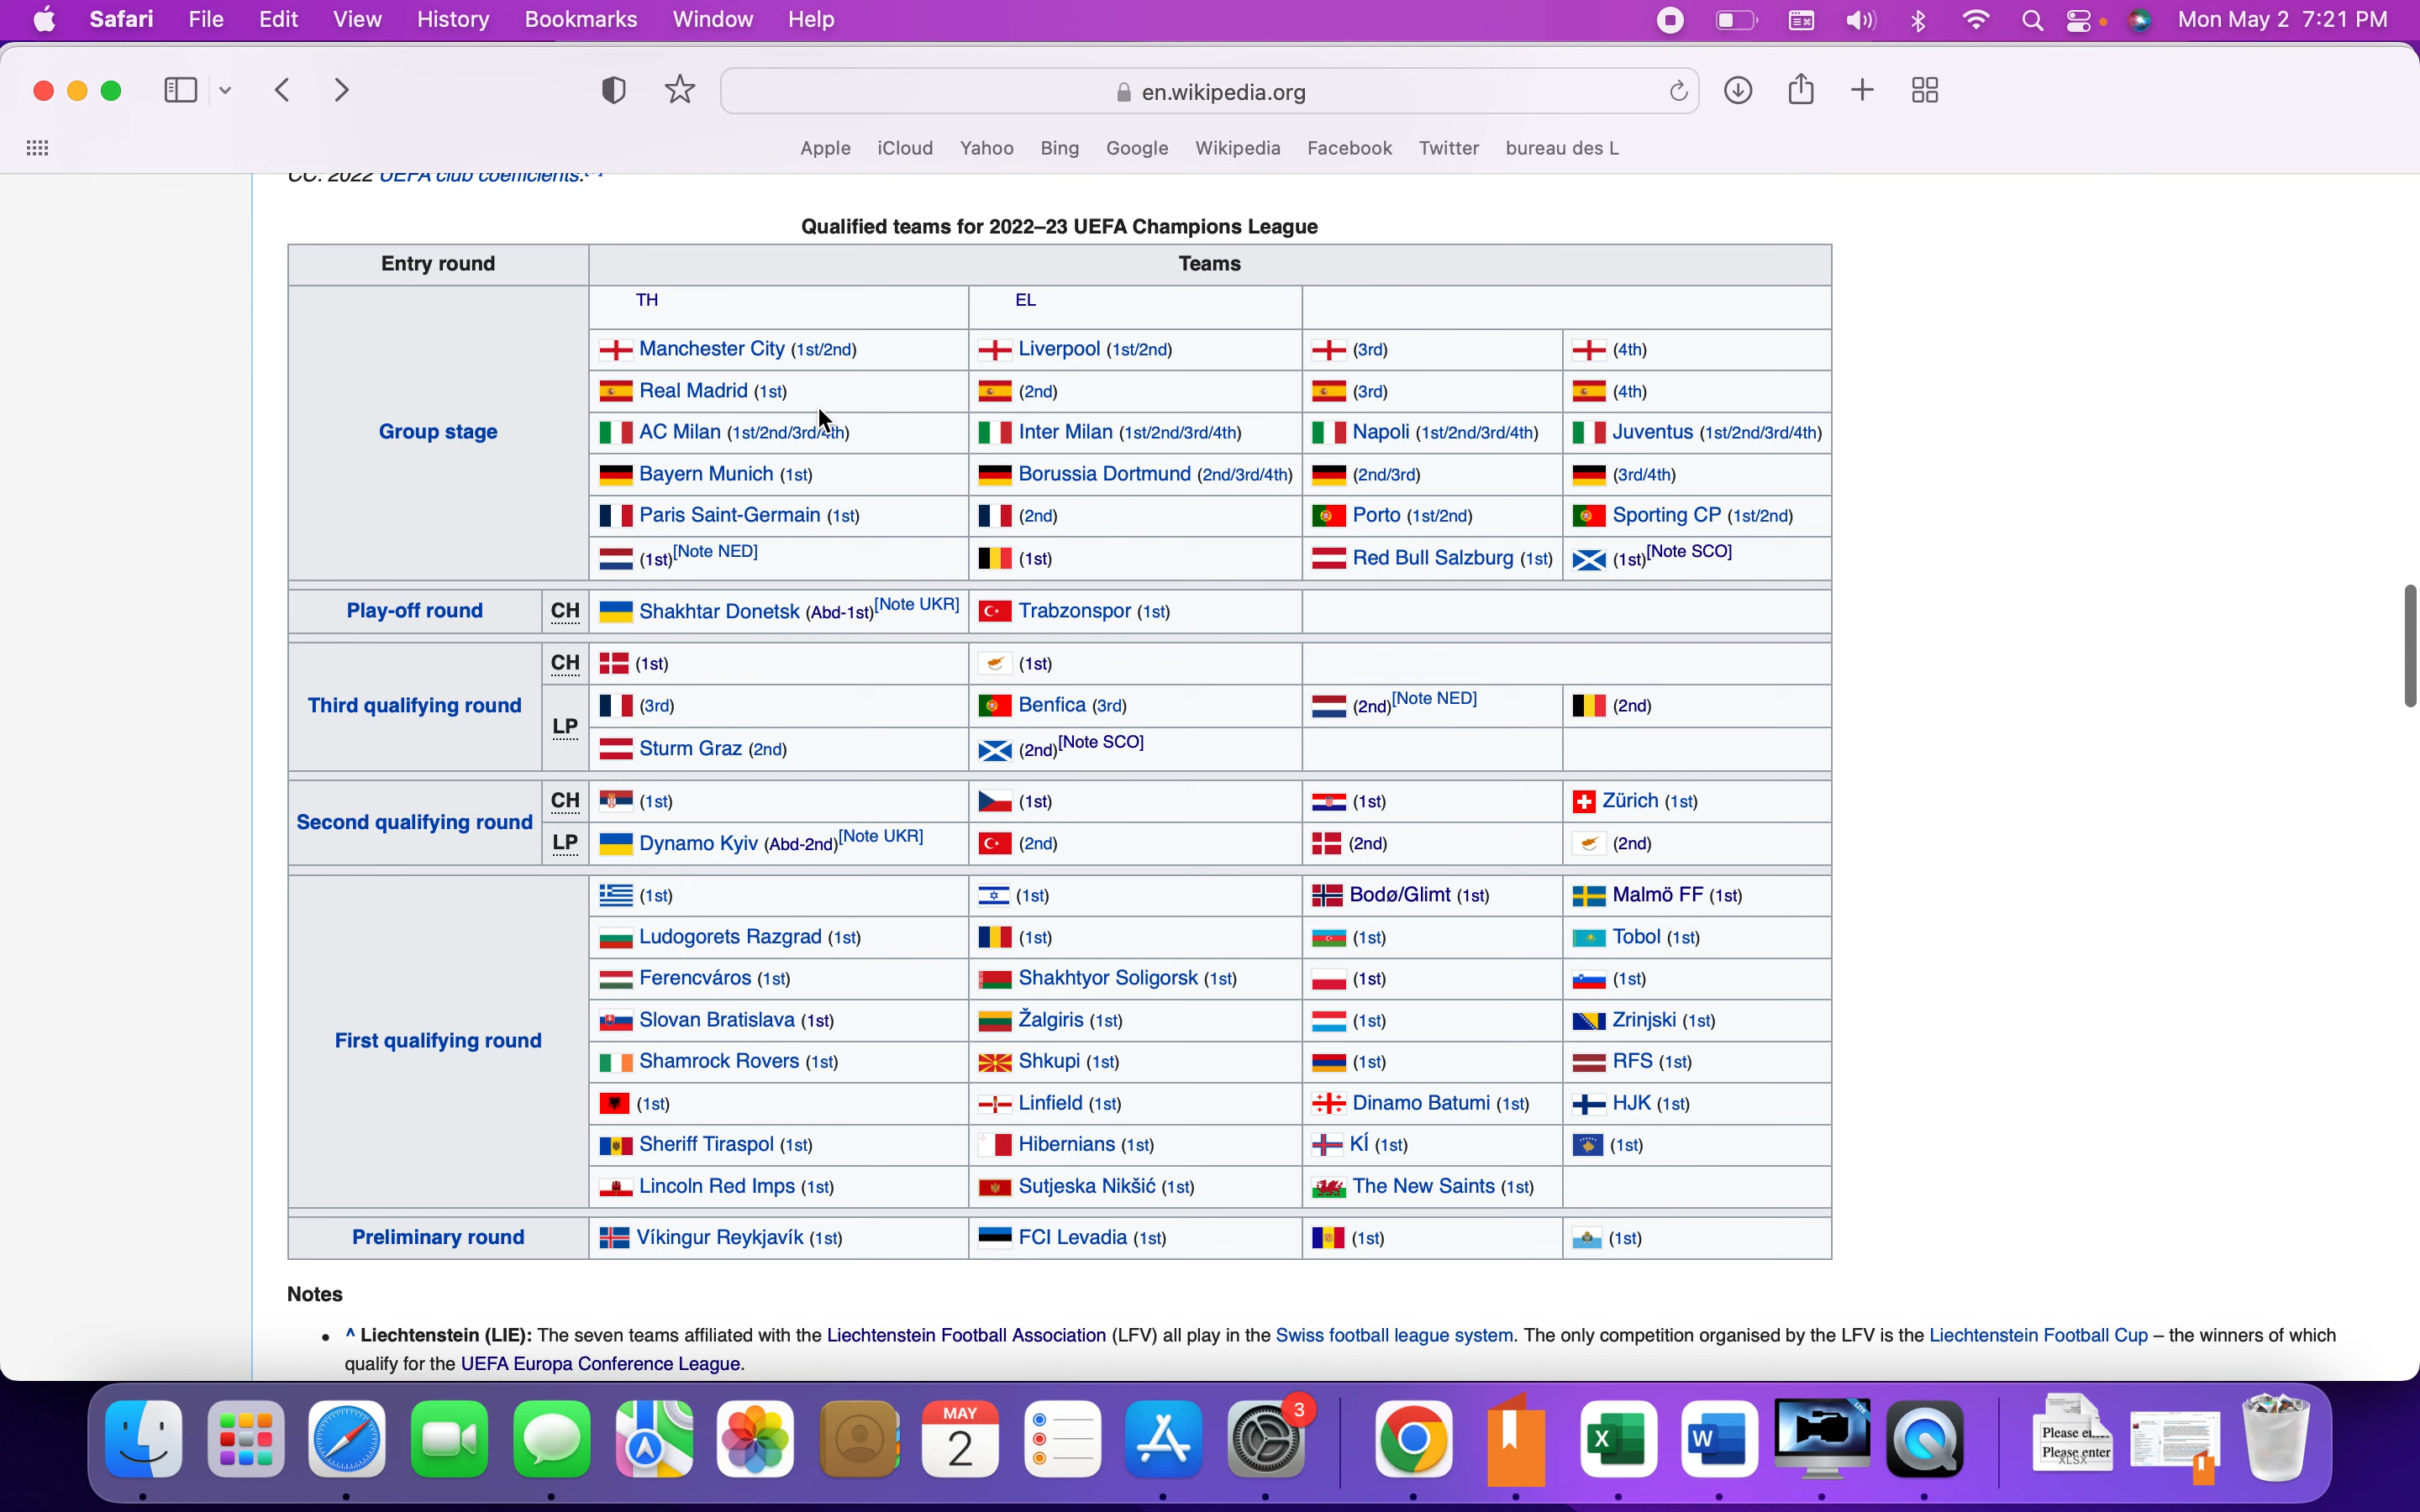 Safari File Edit View History Bookmarks Window Help Mon May 2 7:21 PM
en.wikipedia.org
Apple iCloud Yahoo Bing Google Wikipedia Facebook Twitter bureau des L
CC: 2022 UEFA club coefficients.
Qualified teams for 2022–23 UEFA Champions League
Entry round Teams
TH EL
Group stage
Manchester City (1st/2nd) Liverpool (1st/2nd) (3rd) (4th)
Real Madrid (1st) (2nd) (3rd) (4th)
AC Milan (1st/2nd/3rd/4th) Inter Milan (1st/2nd/3rd/4th) Napoli (1st/2nd/3rd/4th) Juventus (1st/2nd/3rd/4th)
Bayern Munich (1st) Borussia Dortmund (2nd/3rd/4th) (2nd/3rd) (3rd/4th)
Paris Saint-Germain (1st) (2nd) Porto (1st/2nd) Sporting CP (1st/2nd)
(1st)[Note NED] (1st) Red Bull Salzburg (1st) (1st)[Note SCO]
Play-off round CH Shakhtar Donetsk (Abd-1st)[Note UKR] Trabzonspor (1st)
Third qualifying round
CH (1st) (1st)
LP (3rd) Benfica (3rd) (2nd)[Note NED] (2nd)
Sturm Graz (2nd) (2nd)[Note SCO]
Second qualifying round
CH (1st) (1st) (1st) Zürich (1st)
LP Dynamo Kyiv (Abd-2nd)[Note UKR] (2nd) (2nd) (2nd)
First qualifying round
(1st) (1st) Bodø/Glimt (1st) Malmö FF (1st)
Ludogorets Razgrad (1st) (1st) (1st) Tobol (1st)
Ferencváros (1st) Shakhtyor Soligorsk (1st) (1st) (1st)
Slovan Bratislava (1st) Žalgiris (1st) (1st) Zrinjski (1st)
Shamrock Rovers (1st) Shkupi (1st) (1st) RFS (1st)
(1st) Linfield (1st) Dinamo Batumi (1st) HJK (1st)
Sheriff Tiraspol (1st) Hibernians (1st) KÍ (1st) (1st)
Lincoln Red Imps (1st) Sutjeska Nikšić (1st) The New Saints (1st)
Preliminary round Víkingur Reykjavík (1st) FCI Levadia (1st) (1st) (1st)
Notes
• ^ Liechtenstein (LIE): The seven teams affiliated with the Liechtenstein Football Association (LFV) all play in the Swiss football league system. The only competition organised by the LFV is the Liechtenstein Football Cup – the winners of which
qualify for the UEFA Europa Conference League.
MAY
2
3
X
W
Please
Please enter
XLSX